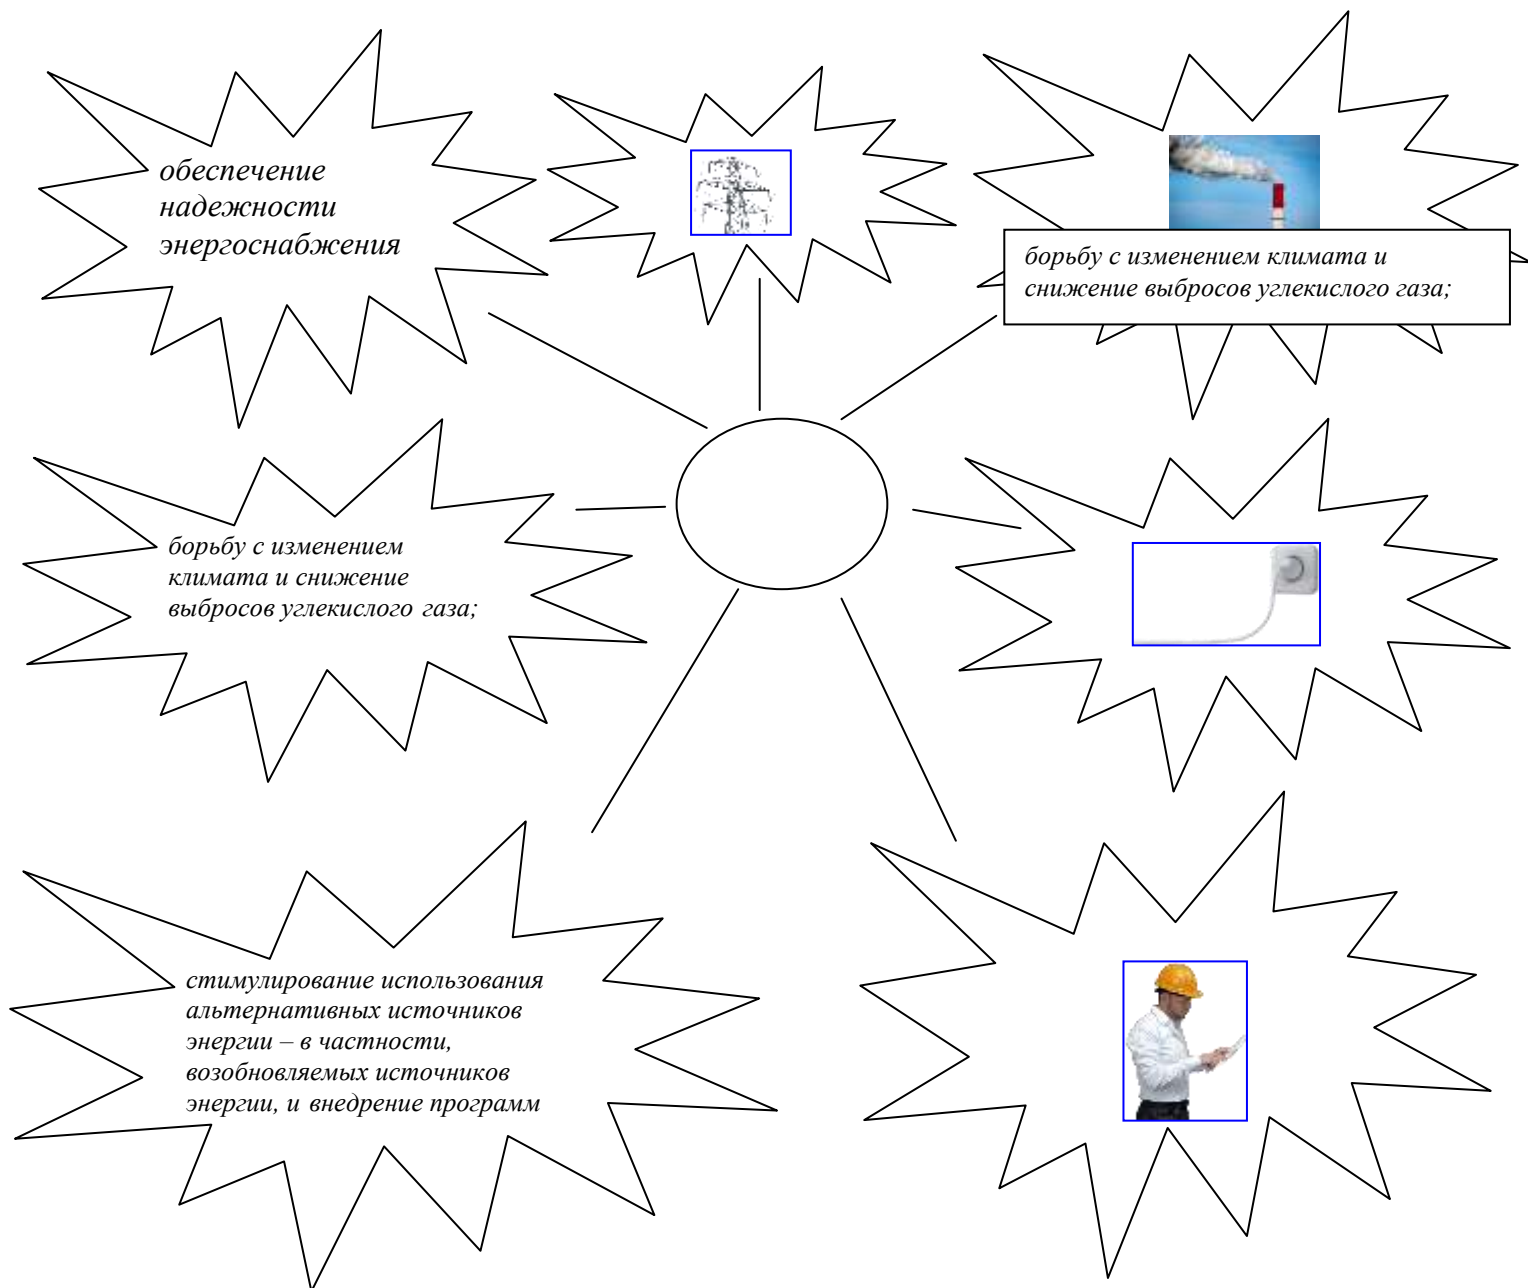 обеспечение
надежности
энергоснабжения
борьбу с изменением климата и
снижение выбросов углекислого газа;
борьбу с изменением
климата и снижение
выбросов углекислого газа;
стимулирование использования
альтернативных источников
энергии – в частности,
возобновляемых источников
энергии, и внедрение программ